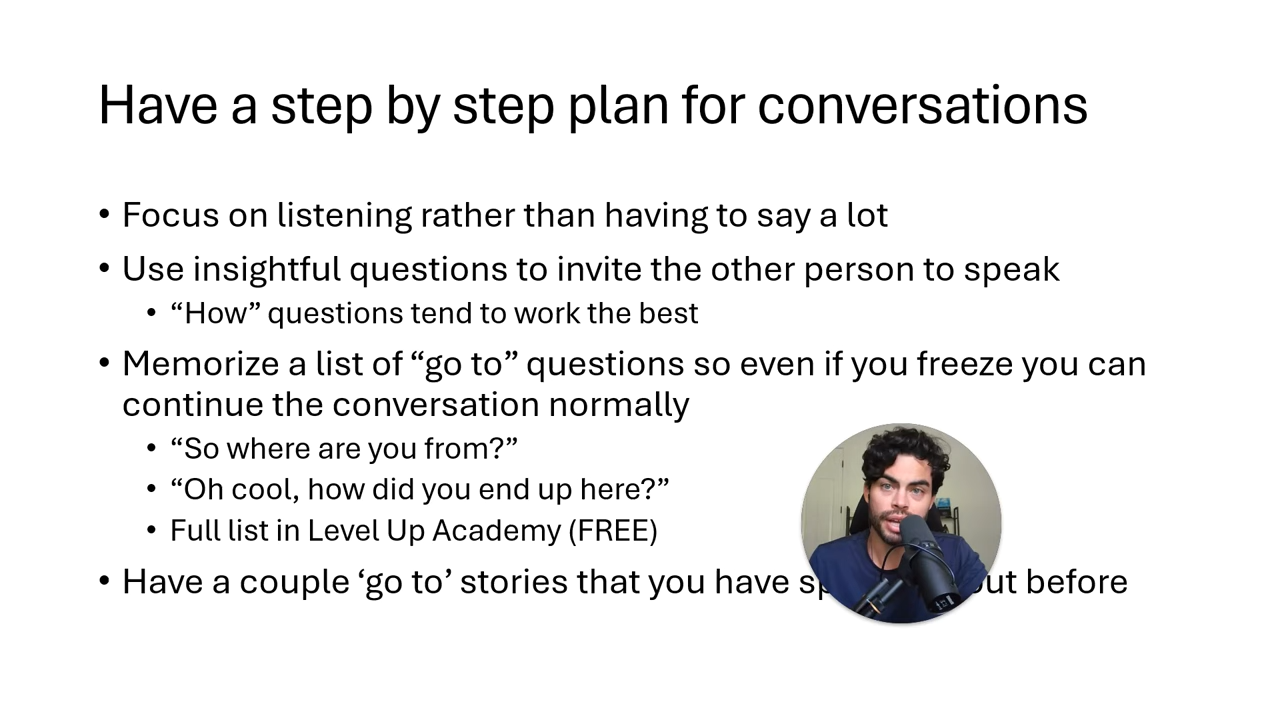 Have a step by step plan for conversations
• Focus on listening rather than having to say a lot
• Use insightful questions to invite the other person to speak
• “How” questions tend to work the best
• Memorize a list of “go to” questions so even if you freeze you can
continue the conversation normally
• “So where are you from?”
• “Oh cool, how did you end up here?”
• Full list in Level Up Academy (FREE)
• Have a couple ‘go to’ stories that you have before